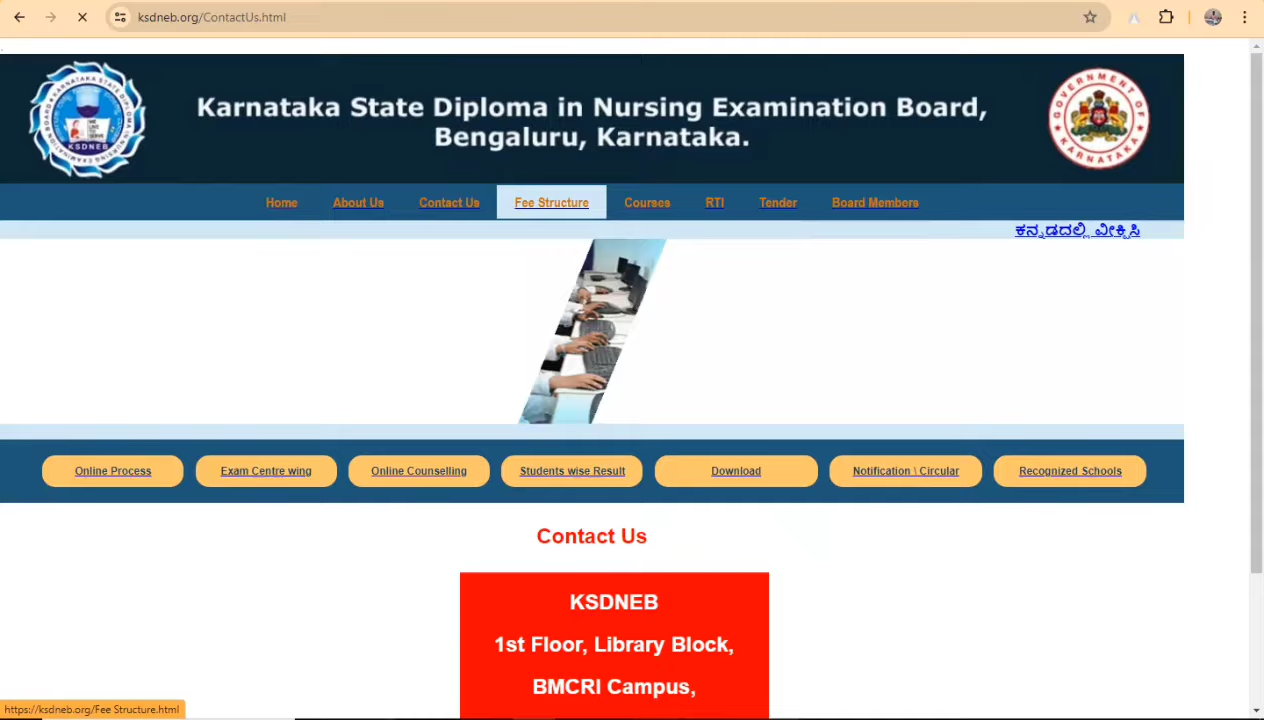 ksdneb.org/ContactUs.html
Karnataka State Diploma in Nursing Examination Board,
Bengaluru, Karnataka.
KSDNEB
Home About Us Contact Us Fee Structure Courses RTI Tender Board Members
ಕನ್ನಡದಲ್ಲಿ ವೀಕ್ಷಿಸಿ
Online Process Exam Centre wing Online Counselling Students wise Result Download Notification \ Circular Recognized Schools
Contact Us
KSDNEB
1st Floor, Library Block,
BMCRI Campus,
https://ksdneb.org/Fee Structure.html